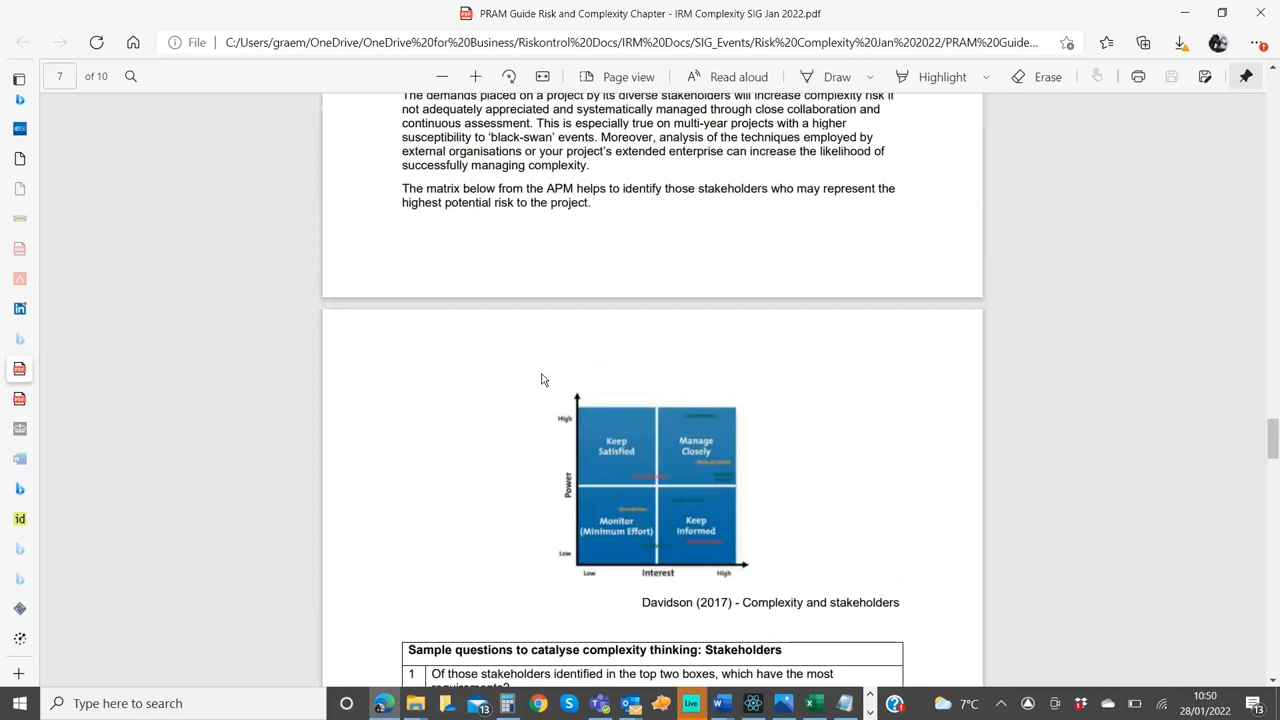 PRAM Guide Risk and Complexity Chapter - IRM Complexity SIG Jan 2022.pdf
File C:/Users/graem/OneDrive/OneDrive%20for%20Business/Riskontrol%20Docs/IRM%20Docs/SIG_Events/Risk%20Complexity%20Jan%202022/PRAM%20Guide...
7 of 10 Page view Read aloud Draw Highlight Erase
The demands placed on a project by its diverse stakeholders will increase complexity risk if
not adequately appreciated and systematically managed through close collaboration and
continuous assessment. This is especially true on multi-year projects with a higher
susceptibility to 'black-swan' events. Moreover, analysis of the techniques employed by
external organisations or your project's extended enterprise can increase the likelihood of
successfully managing complexity.
The matrix below from the APM helps to identify those stakeholders who may represent the
highest potential risk to the project.
High
Keep
Satisfied
Manage
Closely
Power
Monitor
(Minimum Effort)
Keep
Informed
Low
Low Interest High
Davidson (2017) - Complexity and stakeholders
Sample questions to catalyse complexity thinking: Stakeholders
1 Of those stakeholders identified in the top two boxes, which have the most
requirements?
Type here to search
13
Live
7°C
10:50
28/01/2022
13